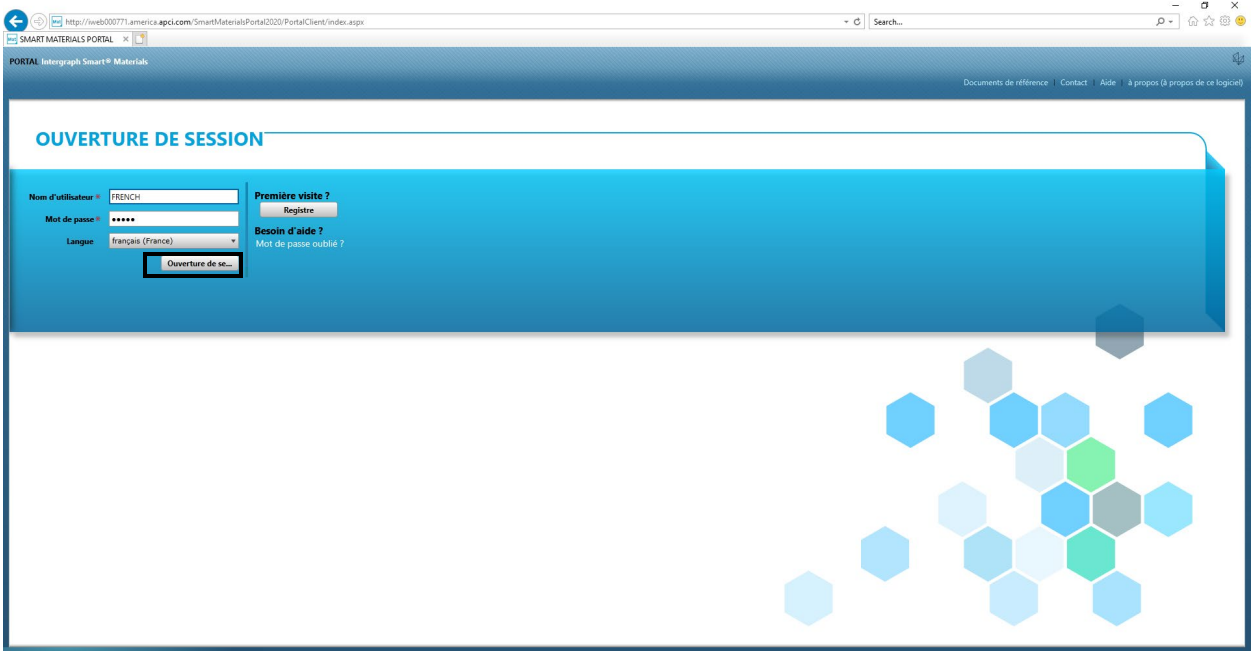 http://iweb000771.america.apci.com/SmartMaterialsPortal2020/PortalClient/index.aspx
Search...
SMART MATERIALS PORTAL
PORTAL Intergraph Smart® Materials
Documents de référence | Contact | Aide | à propos (à propos de ce logiciel)
OUVERTURE DE SESSION
Nom d'utilisateur * FRENCH
Mot de passe * •••••
Langue français (France)
Ouverture de se...
Première visite ?
Registre
Besoin d'aide ?
Mot de passe oublié ?